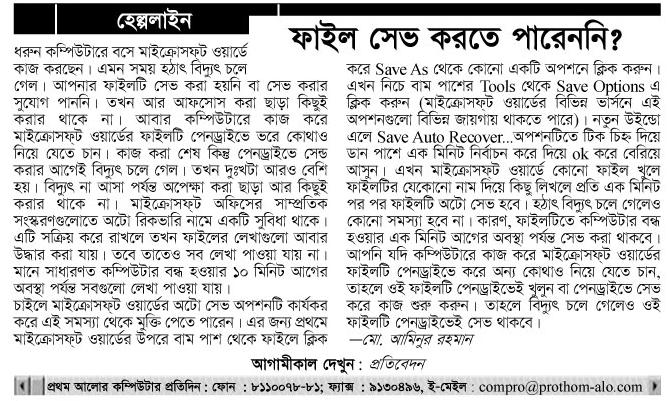 হেল্পলাইন
ফাইল সেভ করতে পারেননি?
ধরুন কম্পিউটারে বসে মাইক্রোসফ্ট ওয়ার্ডে
কাজ করছেন। এমন সময় হঠাৎ বিদ্যুৎ চলে
গেল। আপনার ফাইলটি সেভ করা হয়নি বা সেভ করার
সুযোগ পাননি। তখন আর আফসোস করা ছাড়া কিছুই
করার থাকে না। আবার কম্পিউটারে কাজ করে
মাইক্রোসফ্ট ওয়ার্ডের ফাইলটি পেনড্রাইভে ভরে কোথাও
নিয়ে যেতে চান। কাজ করা শেষ কিন্তু পেনড্রাইভে সেন্ড
করার আগেই বিদ্যুৎ চলে গেল। তখন দুঃখটা আরও বেশি
হয়। বিদ্যুৎ না আসা পর্যন্ত অপেক্ষা করা ছাড়া আর কিছুই
করার থাকে না। মাইক্রোসফ্ট অফিসের সাম্প্রতিক
সংস্করণগুলোতে অটো রিকভারি নামে একটি সুবিধা থাকে।
এটি সক্রিয় করে রাখলে তখন ফাইলের লেখাগুলো আবার
উদ্ধার করা যায়। তবে তাতেও সব লেখা পাওয়া যায় না।
মানে সাধারণত কম্পিউটার বন্ধ হওয়ার ১০ মিনিট আগের
অবস্থা পর্যন্ত সবগুলো লেখা পাওয়া যায়।
চাইলে মাইক্রোসফ্ট ওয়ার্ডের অটো সেভ অপশনটি কার্যকর
করে এই সমস্যা থেকে মুক্তি পেতে পারেন। এর জন্য প্রথমে
মাইক্রোসফ্ট ওয়ার্ডের উপরে বাম পাশ থেকে ফাইলে ক্লিক
করে Save As থেকে কোনো একটি অপশনে ক্লিক করুন।
এখন নিচে বাম পাশের Tools থেকে Save Options এ
ক্লিক করুন (মাইক্রোসফ্ট ওয়ার্ডের বিভিন্ন ভার্সনে এই
অপশনগুলো বিভিন্ন জায়গায় থাকতে পারে)। নতুন উইন্ডো
এলে Save Auto Recover...অপশনটিতে টিক চিহ্ন দিয়ে
ডান পাশে এক মিনিট নির্বাচন করে দিয়ে ok করে বেরিয়ে
আসুন। এখন মাইক্রোসফ্ট ওয়ার্ডে কোনো ফাইল খুলে
ফাইলটির যেকোনো নাম দিয়ে কিছু লিখলে প্রতি এক মিনিট
পর পর ফাইলটি অটো সেভ হবে। হঠাৎ বিদ্যুৎ চলে গেলেও
কোনো সমস্যা হবে না। কারণ, ফাইলটিতে কম্পিউটার বন্ধ
হওয়ার এক মিনিট আগের অবস্থা পর্যন্ত সেভ করা থাকবে।
আপনি যদি কম্পিউটারে কাজ করে মাইক্রোসফ্ট ওয়ার্ডের
ফাইলটি পেনড্রাইভে করে অন্য কোথাও নিয়ে যেতে চান,
তাহলে ওই ফাইলটি পেনড্রাইভেই খুলুন বা পেনড্রাইভে সেভ
করে কাজ শুরু করুন। তাহলে বিদ্যুৎ চলে গেলেও ওই
ফাইলটি পেনড্রাইভেই সেভ থাকবে।
—মো. আমিনুর রহমান
আগামীকাল দেখুন : প্রতিবেদন
প্রথম আলোর কম্পিউটার প্রতিদিন : ফোন : ৮১১০০৭৮-৮১; ফ্যাক্স : ৯১৩০৪৯৬, ই-মেইল : compro@prothom-alo.com